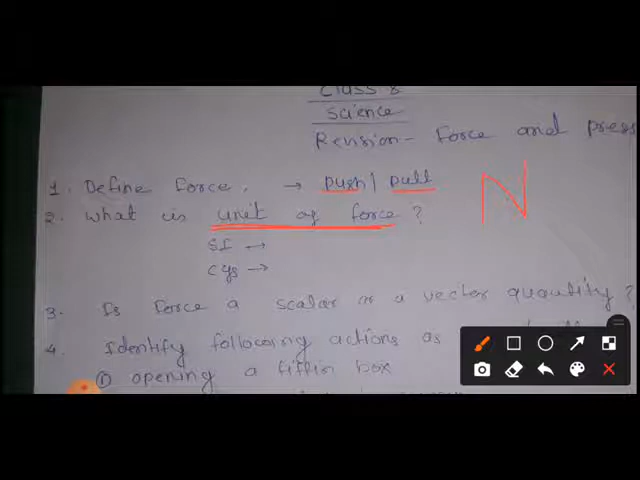 Class 8
Science
Revision- Force and press
1. Define Force. → push / pull N
2. What is unit of force ?
SI →
cgs →
3. Is Force a scalar or a vector quantity ?
4. Identify following actions as
① opening a tiffin box